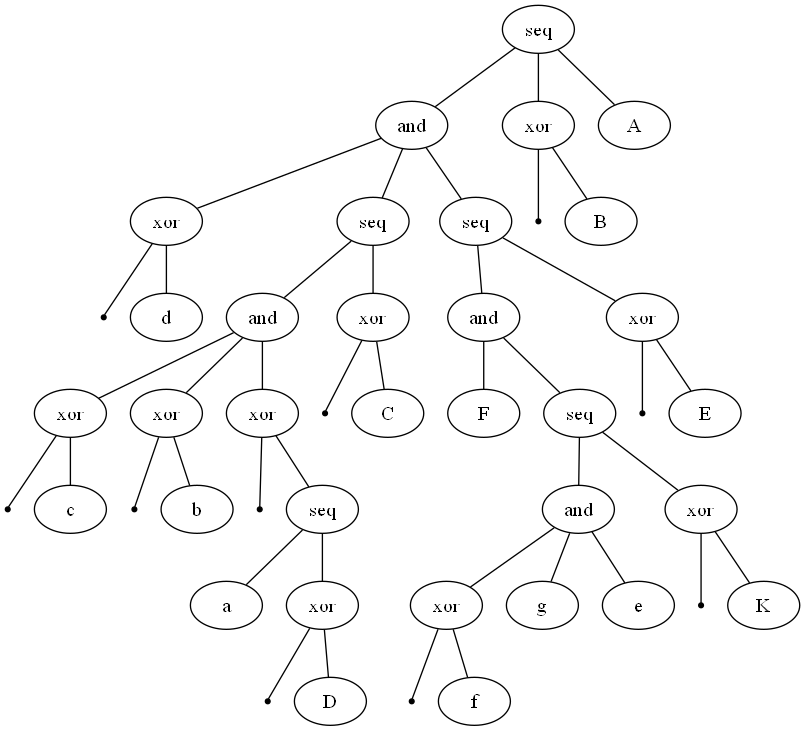 seq
and xor A
xor seq seq B
d and xor and xor
xor xor xor C F seq E
c b seq and xor
a xor xor g e K
D f